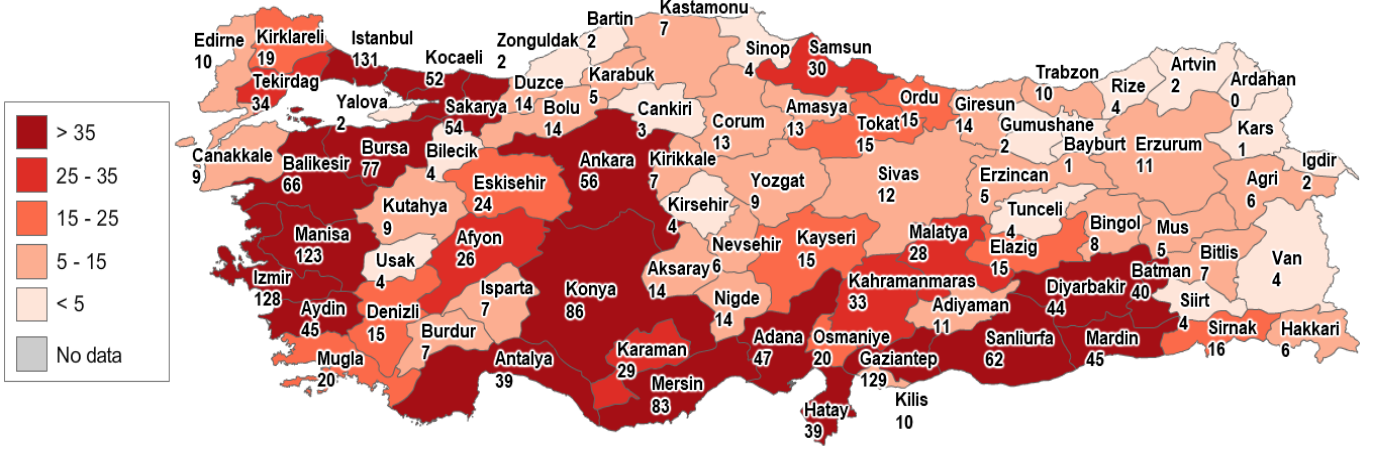 Kastamonu
7
Bartin
2
Edirne
10
Kirklareli
19
Istanbul
131
Kocaeli
52
Zonguldak
2
Sinop
4
Samsun
30
Tekirdag
34
Duzce
14
Karabuk
5
Trabzon
10
Rize
4
Artvin
2
Ardahan
0
> 35
25 - 35
15 - 25
5 - 15
< 5
No data
Yalova
2
Sakarya
54
Bolu
14
Cankiri
3
Corum
13
Amasya
13
Tokat
15
Ordu
15
Giresun
14
Gumushane
2
Bayburt
1
Erzurum
11
Kars
1
Igdir
2
Canakkale
9
Balikesir
66
Bursa
77
Bilecik
4
Eskisehir
24
Ankara
56
Kirikkale
7
Yozgat
9
Sivas
12
Erzincan
5
Tunceli
4
Bingol
8
Mus
5
Agri
6
Kutahya
9
Kirsehir
4
Manisa
123
Usak
4
Afyon
26
Nevsehir
6
Kayseri
15
Malatya
28
Elazig
15
Bitlis
7
Van
4
Izmir
128
Aydin
45
Denizli
15
Isparta
7
Konya
86
Aksaray
14
Nigde
14
Kahramanmaras
33
Adiyaman
11
Diyarbakir
44
Batman
40
Siirt
4
Mugla
20
Burdur
7
Antalya
39
Karaman
29
Mersin
83
Adana
47
Osmaniye
20
Gaziantep
129
Sanliurfa
62
Mardin
45
Sirnak
16
Hakkari
6
Hatay
39
Kilis
10